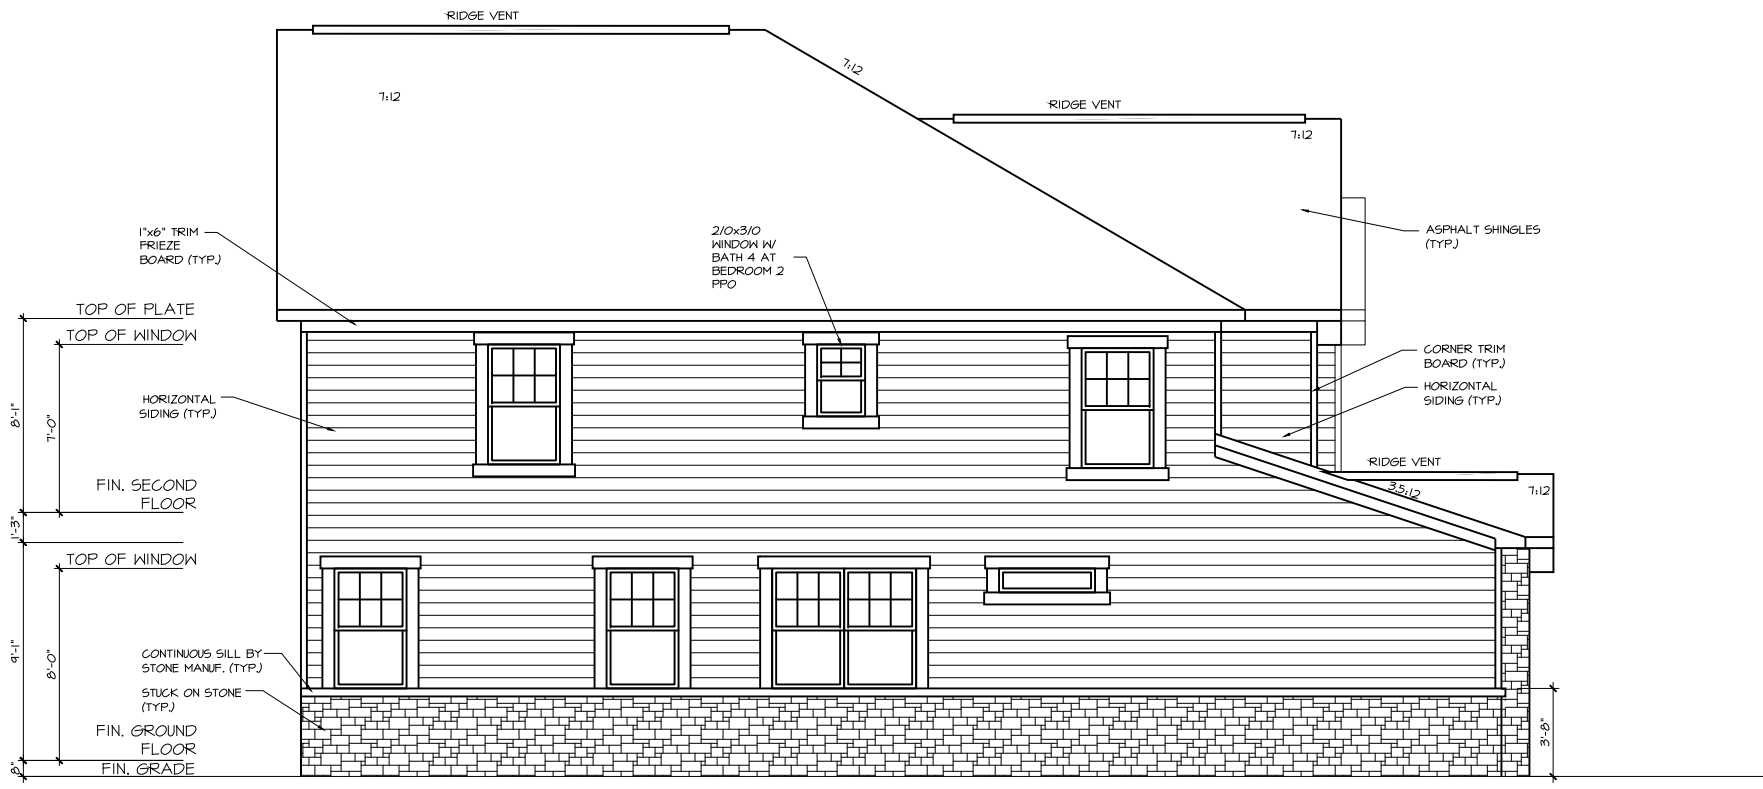 RIDGE VENT
7:12
7:12
RIDGE VENT
7:12
1"x6" TRIM
FRIEZE
BOARD (TYP.)
2/0x3/0
WINDOW W/
BATH 4 AT
BEDROOM 2
PPO
ASPHALT SHINGLES
(TYP.)
TOP OF PLATE
TOP OF WINDOW
CORNER TRIM
BOARD (TYP.)
HORIZONTAL
SIDING (TYP.)
HORIZONTAL
SIDING (TYP.)
8'-1"
7'-0"
RIDGE VENT
3.5:12
7:12
FIN. SECOND
FLOOR
1'-3"
TOP OF WINDOW
9'-1"
8'-0"
CONTINUOUS SILL BY
STONE MANUF. (TYP.)
STUCK ON STONE
(TYP.)
FIN. GROUND
FLOOR
3'-8"
8"
FIN. GRADE